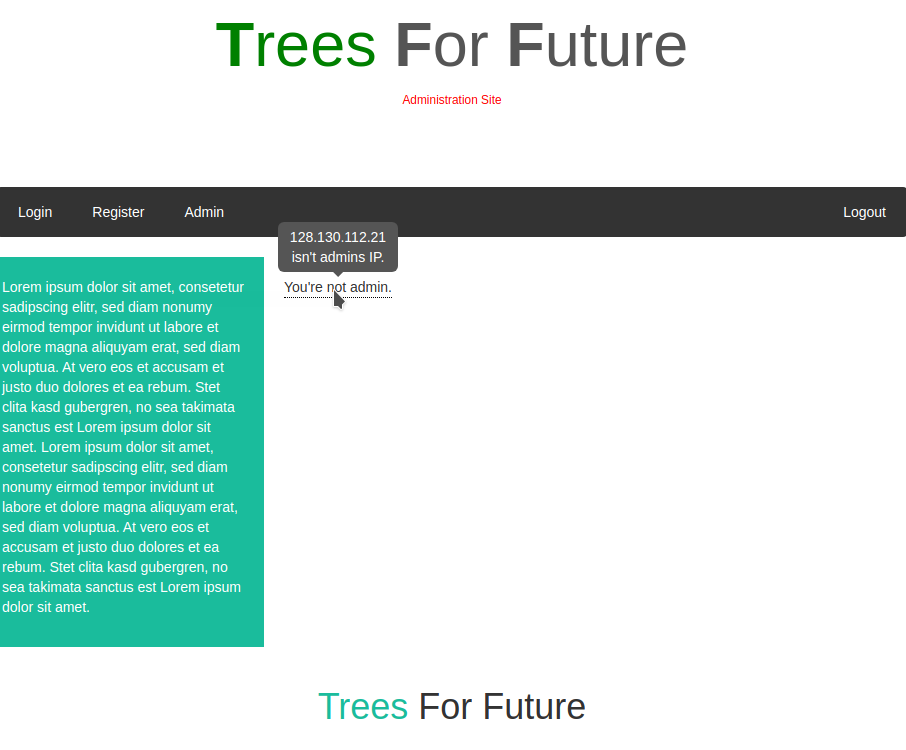 Trees For Future
Administration Site
Login Register Admin Logout
128.130.112.21
isn't admins IP.
You're not admin.
Lorem ipsum dolor sit amet, consetetur
sadipscing elitr, sed diam nonumy
eirmod tempor invidunt ut labore et
dolore magna aliquyam erat, sed diam
voluptua. At vero eos et accusam et
justo duo dolores et ea rebum. Stet
clita kasd gubergren, no sea takimata
sanctus est Lorem ipsum dolor sit
amet. Lorem ipsum dolor sit amet,
consetetur sadipscing elitr, sed diam
nonumy eirmod tempor invidunt ut
labore et dolore magna aliquyam erat,
sed diam voluptua. At vero eos et
accusam et justo duo dolores et ea
rebum. Stet clita kasd gubergren, no
sea takimata sanctus est Lorem ipsum
dolor sit amet.
Trees For Future